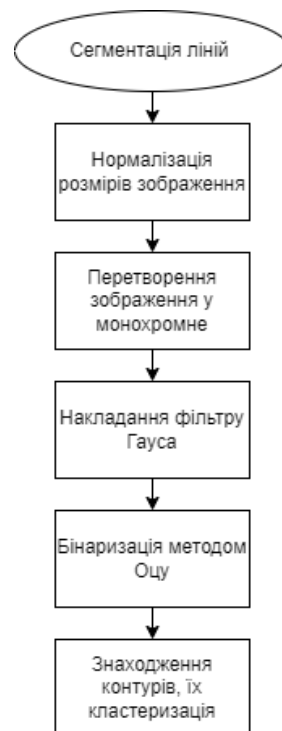 Сегментація ліній
Нормалізація
розмірів зображення
Перетворення
зображення у
монохромне
Накладання фільтру
Гауса
Бінаризація методом
Оцу
Знаходження
контурів, їх
кластеризація